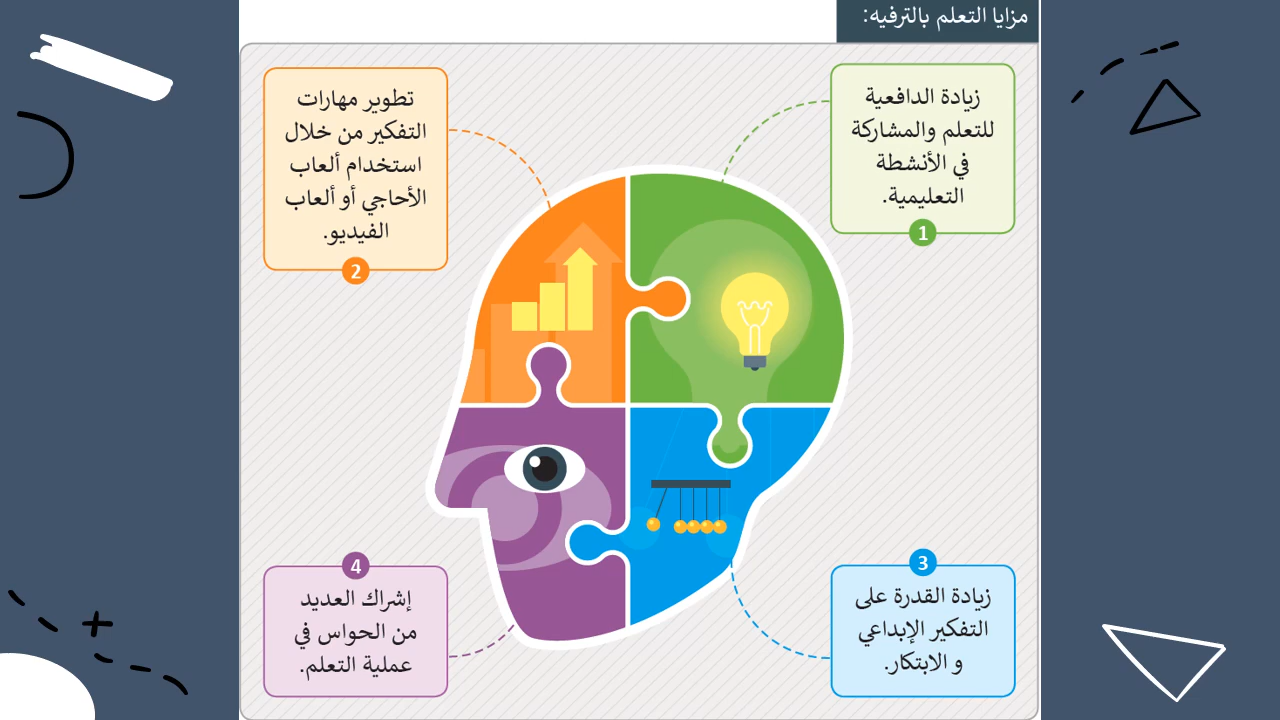 مزايا التعلم بالترفيه:
زيادة الدافعية
للتعلم والمشاركة
في الأنشطة
التعليمية.
1
تطوير مهارات
التفكير من خلال
استخدام ألعاب
الأحاجي أو ألعاب
الفيديو.
2
3
زيادة القدرة على
التفكير الإبداعي
و الابتكار.
4
إشراك العديد
من الحواس في
عملية التعلم.